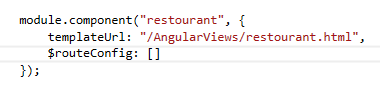 module.component("restourant", {
    templateUrl: "/AngularViews/restourant.html",
    $routeConfig: []
});